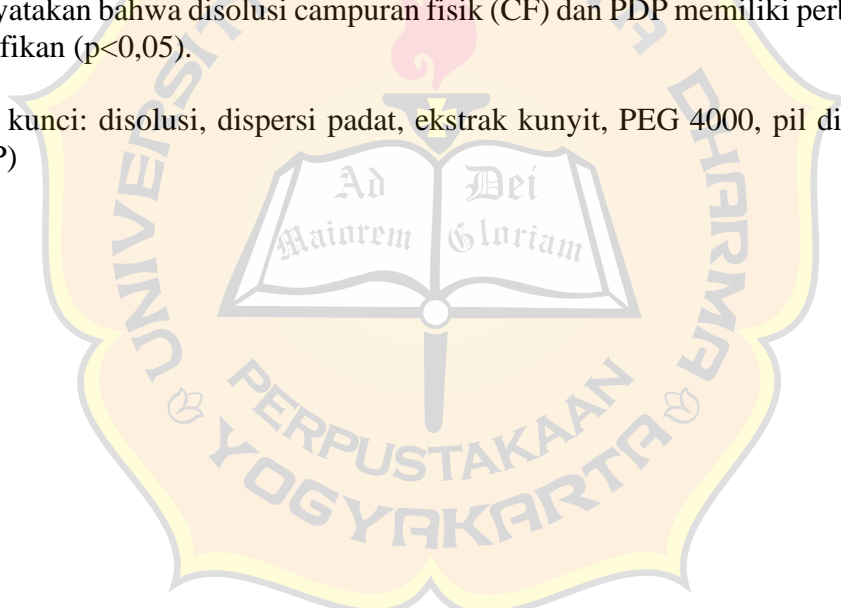 yatakan bahwa disolusi campuran fisik (CF) dan PDP memiliki perb
fikan (p<0,05).
kunci: disolusi, dispersi padat, ekstrak kunyit, PEG 4000, pil di
P)
Ad Dei
Maiorem Gloriam
PERPUSTAKAAN
YOGYAKARTA
DHARMA